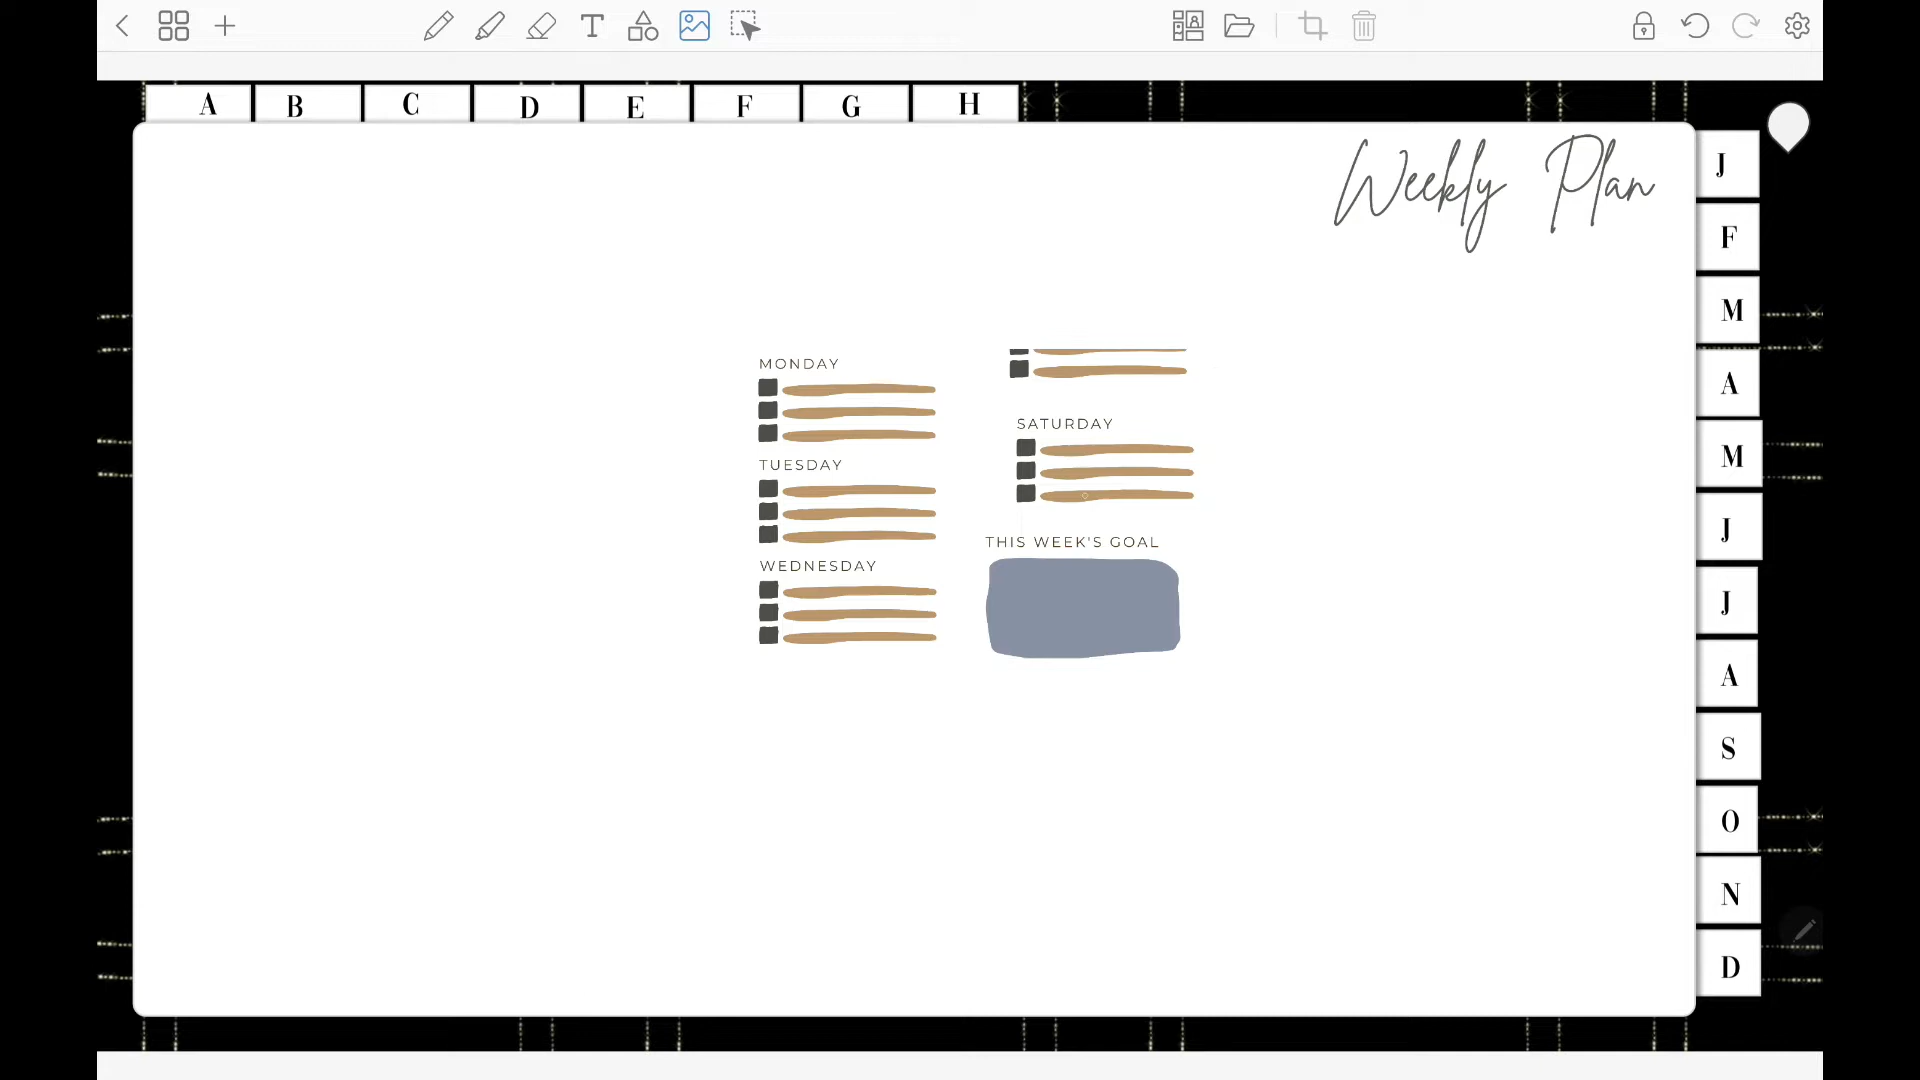 A B C D E F G H
Weekly Plan
MONDAY
TUESDAY
WEDNESDAY
SATURDAY
THIS WEEK'S GOAL
J
F
M
A
M
J
J
A
S
O
N
D